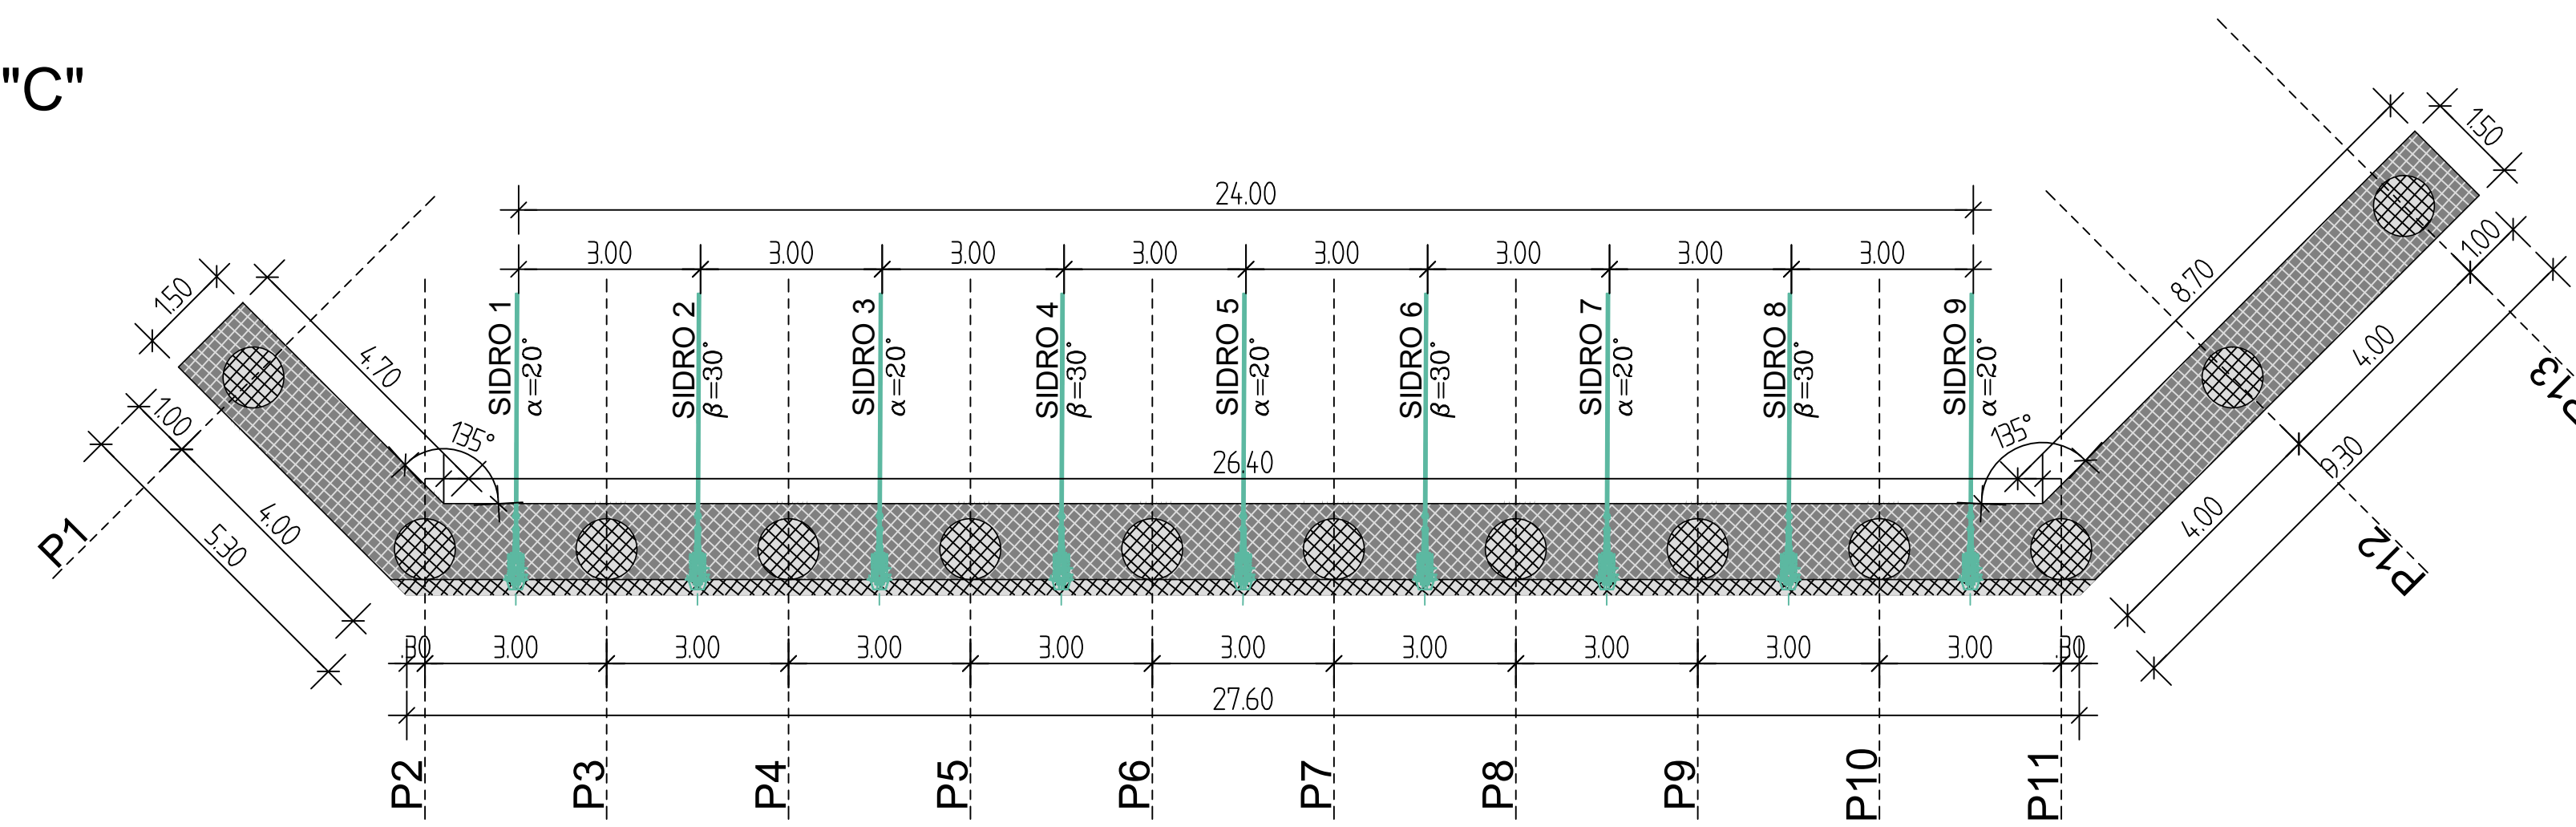 "C"
24.00
3.00 3.00 3.00 3.00 3.00 3.00 3.00 3.00
1.50
4.70
1.00
4.00
5.30
P1
135°
SIDRO 1
α=20°
SIDRO 2
β=30°
SIDRO 3
α=20°
SIDRO 4
β=30°
SIDRO 5
α=20°
SIDRO 6
β=30°
SIDRO 7
α=20°
SIDRO 8
β=30°
SIDRO 9
α=20°
26.40
135°
8.70
1.50
1.00
4.00
9.30
4.00
P13
P12
.30 3.00 3.00 3.00 3.00 3.00 3.00 3.00 3.00 3.00 .30
27.60
P2
P3
P4
P5
P6
P7
P8
P9
P10
P11